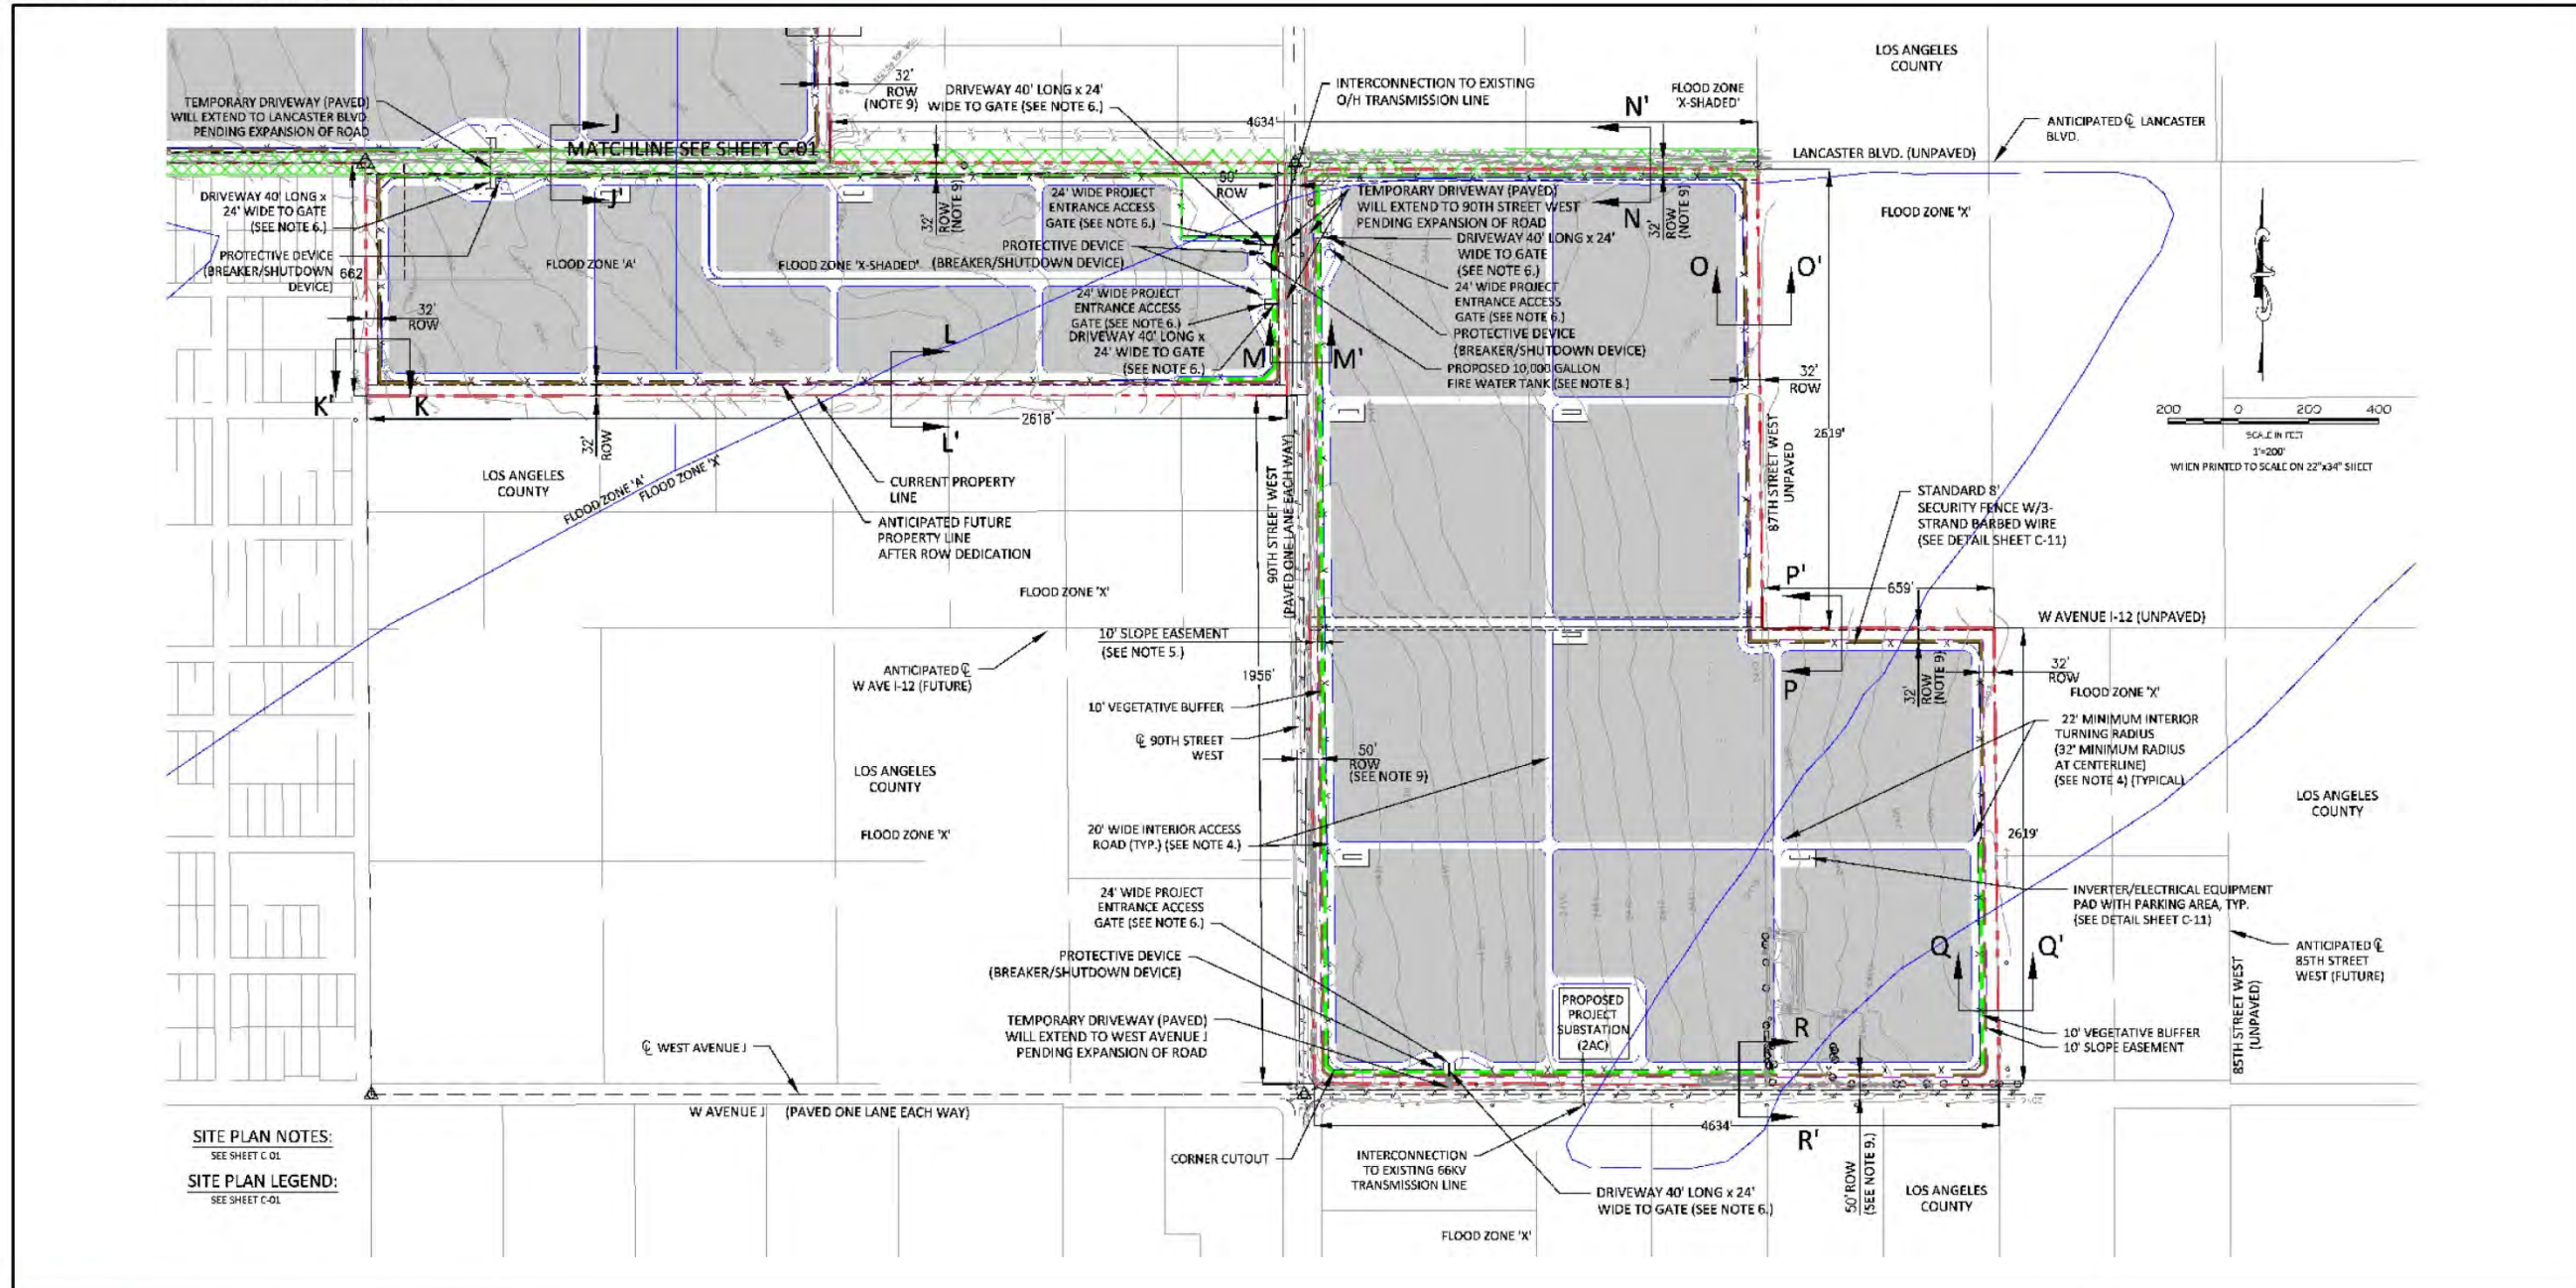 LOS ANGELES
COUNTY
32'
ROW
(NOTE 9)
DRIVEWAY 40' LONG x 24'
WIDE TO GATE (SEE NOTE 6.)
INTERCONNECTION TO EXISTING
O/H TRANSMISSION LINE
FLOOD ZONE
'X-SHADED'
TEMPORARY DRIVEWAY (PAVED)
WILL EXTEND TO LANCASTER BLVD.
PENDING EXPANSION OF ROAD
J
4634'
N'
ANTICIPATED ℄ LANCASTER
BLVD.
MATCHLINE SEE SHEET C-01
LANCASTER BLVD. (UNPAVED)
DRIVEWAY 40' LONG x
24' WIDE TO GATE
(SEE NOTE 6.)
J'
32'
ROW
(NOTE 9)
24' WIDE PROJECT
ENTRANCE ACCESS
GATE (SEE NOTE 6.)
ROW
TEMPORARY DRIVEWAY (PAVED)
WILL EXTEND TO 90TH STREET WEST
PENDING EXPANSION OF ROAD
N
32'
ROW
(NOTE 9)
FLOOD ZONE 'X'
PROTECTIVE DEVICE
(BREAKER/SHUTDOWN
DEVICE)
662
FLOOD ZONE 'A'
FLOOD ZONE 'X-SHADED'
PROTECTIVE DEVICE
(BREAKER/SHUTDOWN DEVICE)
DRIVEWAY 40' LONG x 24'
WIDE TO GATE
(SEE NOTE 6.)
O
O'
24' WIDE PROJECT
ENTRANCE ACCESS
GATE (SEE NOTE 6.)
24' WIDE PROJECT
ENTRANCE ACCESS
GATE (SEE NOTE 6.)
32'
ROW
DRIVEWAY 40' LONG x
24' WIDE TO GATE
(SEE NOTE 6.)
PROTECTIVE DEVICE
(BREAKER/SHUTDOWN DEVICE)
L
M
M'
PROPOSED 10,000 GALLON
FIRE WATER TANK (SEE NOTE 8.)
32'
ROW
K'
K
2618'
L'
32'
ROW
200 0 200 400
SCALE IN FEET
1"=200'
WHEN PRINTED TO SCALE ON 22"x34" SHEET
87TH STREET WEST
UNPAVED
2619'
LOS ANGELES
COUNTY
FLOOD ZONE 'A'
FLOOD ZONE 'X'
CURRENT PROPERTY
LINE
ANTICIPATED FUTURE
PROPERTY LINE
AFTER ROW DEDICATION
90TH STREET WEST
(PAVED ONE LANE EACH WAY)
STANDARD 8'
SECURITY FENCE W/3-
STRAND BARBED WIRE
(SEE DETAIL SHEET C-11)
FLOOD ZONE 'X'
P'
659'
W AVENUE I-12 (UNPAVED)
10' SLOPE EASEMENT
(SEE NOTE 5.)
ANTICIPATED ℄
W AVE I-12 (FUTURE)
1956'
P
32'
ROW
(NOTE 9)
32'
ROW
FLOOD ZONE 'X'
10' VEGETATIVE BUFFER
℄ 90TH STREET
WEST
50'
ROW
(SEE NOTE 9)
22' MINIMUM INTERIOR
TURNING RADIUS
(32' MINIMUM RADIUS
AT CENTERLINE)
(SEE NOTE 4) (TYPICAL)
LOS ANGELES
COUNTY
LOS ANGELES
COUNTY
FLOOD ZONE 'X'
20' WIDE INTERIOR ACCESS
ROAD (TYP.) (SEE NOTE 4.)
2619'
24' WIDE PROJECT
ENTRANCE ACCESS
GATE (SEE NOTE 6.)
INVERTER/ELECTRICAL EQUIPMENT
PAD WITH PARKING AREA, TYP.
(SEE DETAIL SHEET C-11)
PROTECTIVE DEVICE
(BREAKER/SHUTDOWN DEVICE)
Q
Q'
ANTICIPATED ℄
85TH STREET
WEST (FUTURE)
PROPOSED
PROJECT
SUBSTATION
(2AC)
85TH STREET WEST
(UNPAVED)
TEMPORARY DRIVEWAY (PAVED)
WILL EXTEND TO WEST AVENUE J
PENDING EXPANSION OF ROAD
R
10' VEGETATIVE BUFFER
10' SLOPE EASEMENT
℄ WEST AVENUE J
W AVENUE J (PAVED ONE LANE EACH WAY)
4634'
R'
SITE PLAN NOTES:
SEE SHEET C-01
SITE PLAN LEGEND:
SEE SHEET C-01
CORNER CUTOUT
INTERCONNECTION
TO EXISTING 66KV
TRANSMISSION LINE
DRIVEWAY 40' LONG x 24'
WIDE TO GATE (SEE NOTE 6.)
50' ROW
(SEE NOTE 9.)
LOS ANGELES
COUNTY
FLOOD ZONE 'X'